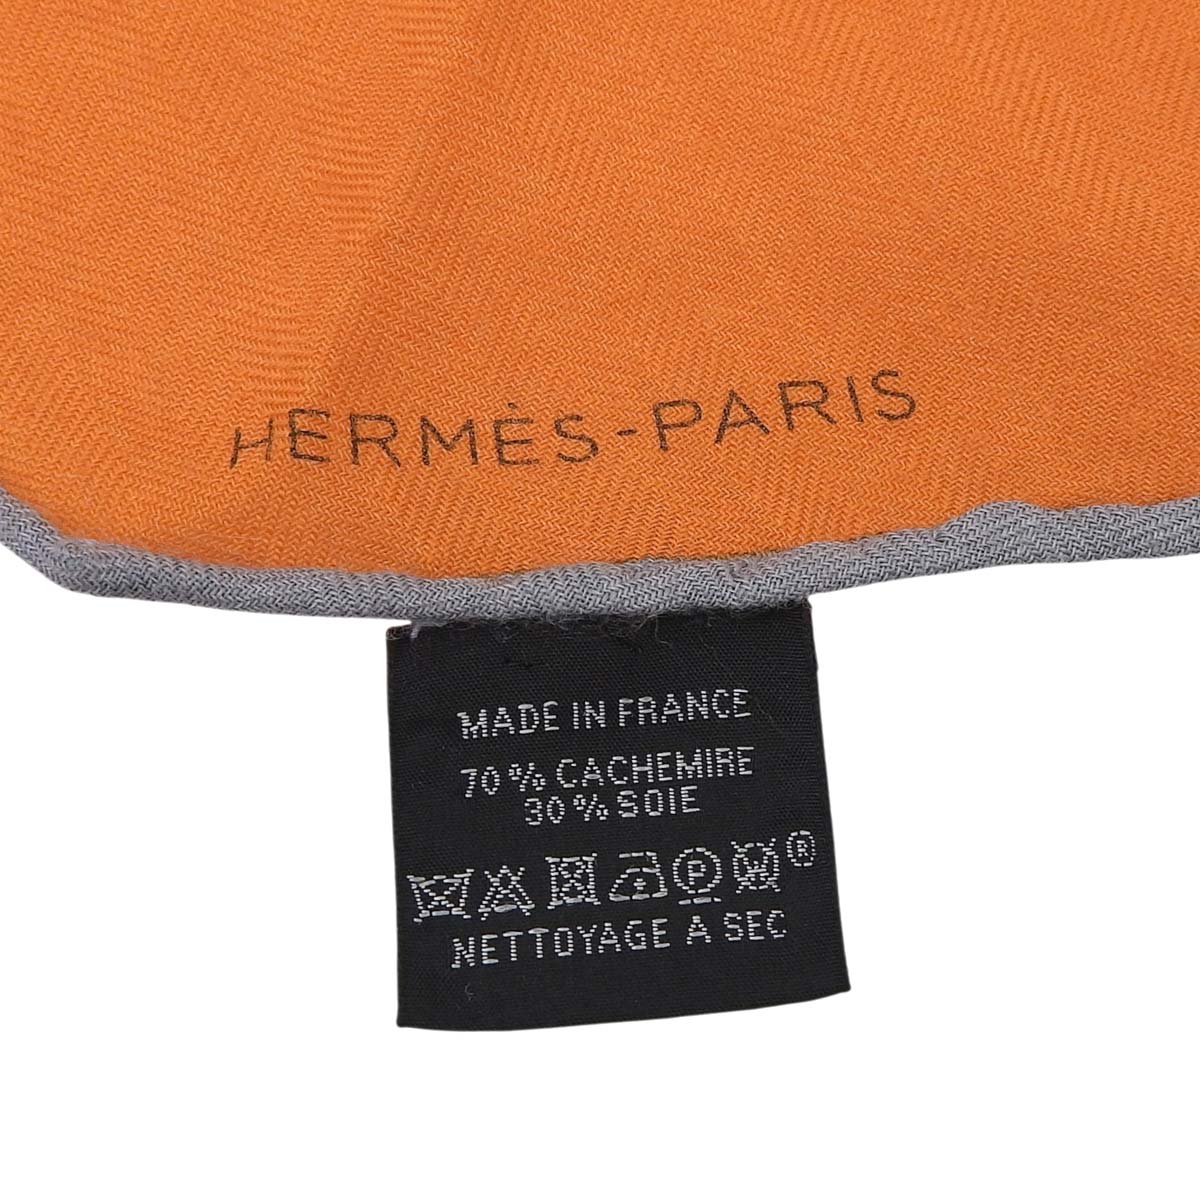 HERMÈS-PARIS
MADE IN FRANCE
70% CACHEMIRE
30% SOIE
P W ®
NETTOYAGE A SEC